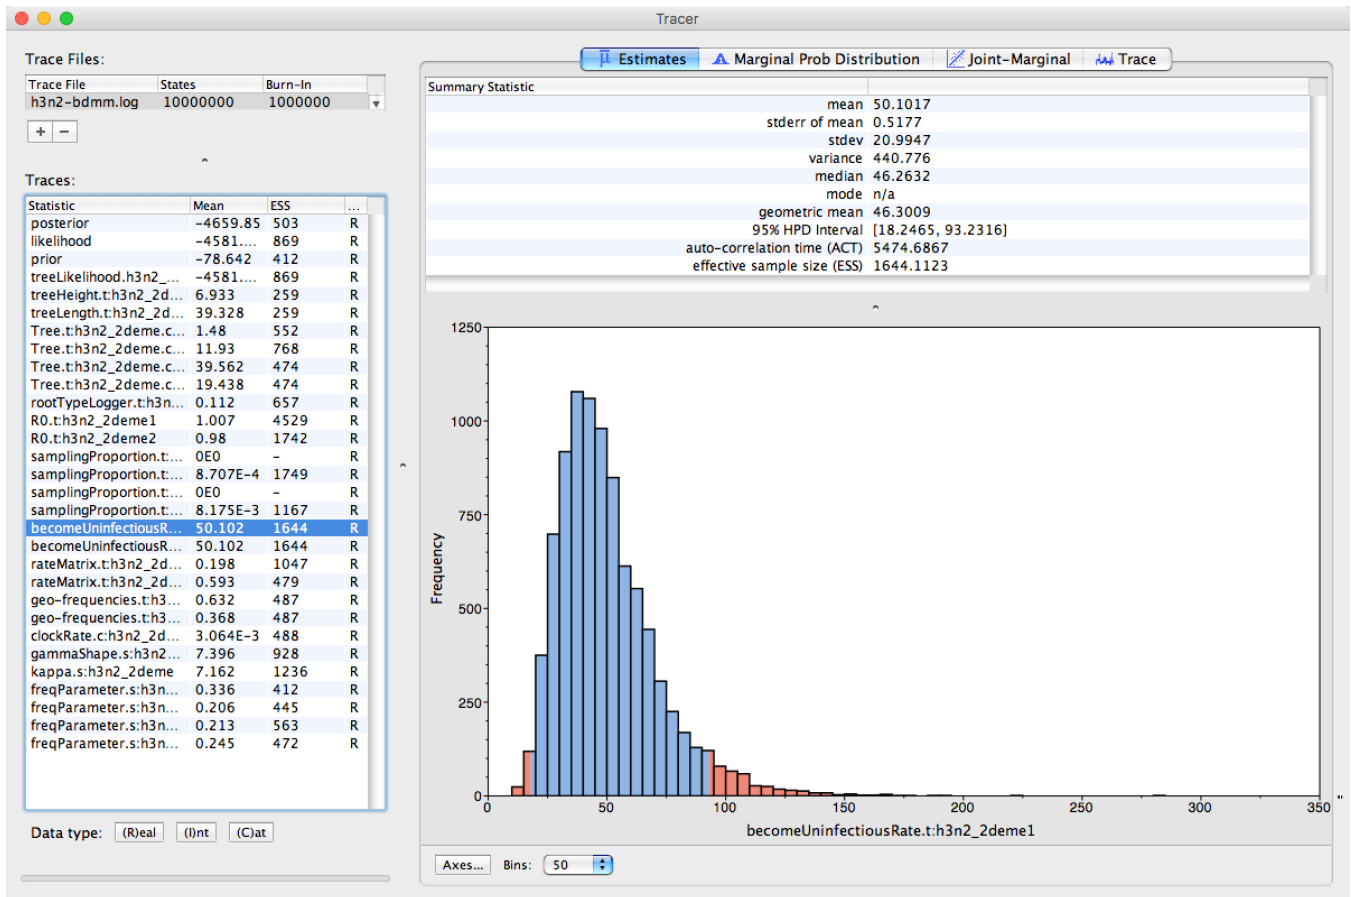 Tracer
Trace Files:
Trace File States Burn-In
h3n2-bdmm.log 10000000 1000000
+ −
Traces:
Statistic Mean ESS ...
posterior −4659.85 503 R
likelihood −4581.... 869 R
prior −78.642 412 R
treeLikelihood.h3n2_... −4581.... 869 R
treeHeight.t:h3n2_2d... 6.933 259 R
treeLength.t:h3n2_2d... 39.328 259 R
Tree.t:h3n2_2deme.c... 1.48 552 R
Tree.t:h3n2_2deme.c... 11.93 768 R
Tree.t:h3n2_2deme.c... 39.562 474 R
Tree.t:h3n2_2deme.c... 19.438 474 R
rootTypeLogger.t:h3n... 0.112 657 R
R0.t:h3n2_2deme1 1.007 4529 R
R0.t:h3n2_2deme2 0.98 1742 R
samplingProportion.t:... 0E0 - R
samplingProportion.t:... 8.707E-4 1749 R
samplingProportion.t:... 0E0 - R
samplingProportion.t:... 8.175E-3 1167 R
becomeUninfectiousR... 50.102 1644 R
becomeUninfectiousR... 50.102 1644 R
rateMatrix.t:h3n2_2d... 0.198 1047 R
rateMatrix.t:h3n2_2d... 0.593 479 R
geo-frequencies.t:h3... 0.632 487 R
geo-frequencies.t:h3... 0.368 487 R
clockRate.c:h3n2_2d... 3.064E-3 488 R
gammaShape.s:h3n2... 7.396 928 R
kappa.s:h3n2_2deme 7.162 1236 R
freqParameter.s:h3n... 0.336 412 R
freqParameter.s:h3n... 0.206 445 R
freqParameter.s:h3n... 0.213 563 R
freqParameter.s:h3n... 0.245 472 R
Data type: (R)eal (I)nt (C)at
μ Estimates Marginal Prob Distribution Joint-Marginal Trace
Summary Statistic
mean 50.1017
stderr of mean 0.5177
stdev 20.9947
variance 440.776
median 46.2632
mode n/a
geometric mean 46.3009
95% HPD Interval [18.2465, 93.2316]
auto-correlation time (ACT) 5474.6867
effective sample size (ESS) 1644.1123
1250
1000
750
500
250
0
Frequency
0 50 100 150 200 250 300 350
becomeUninfectiousRate.t:h3n2_2deme1
Axes... Bins: 50